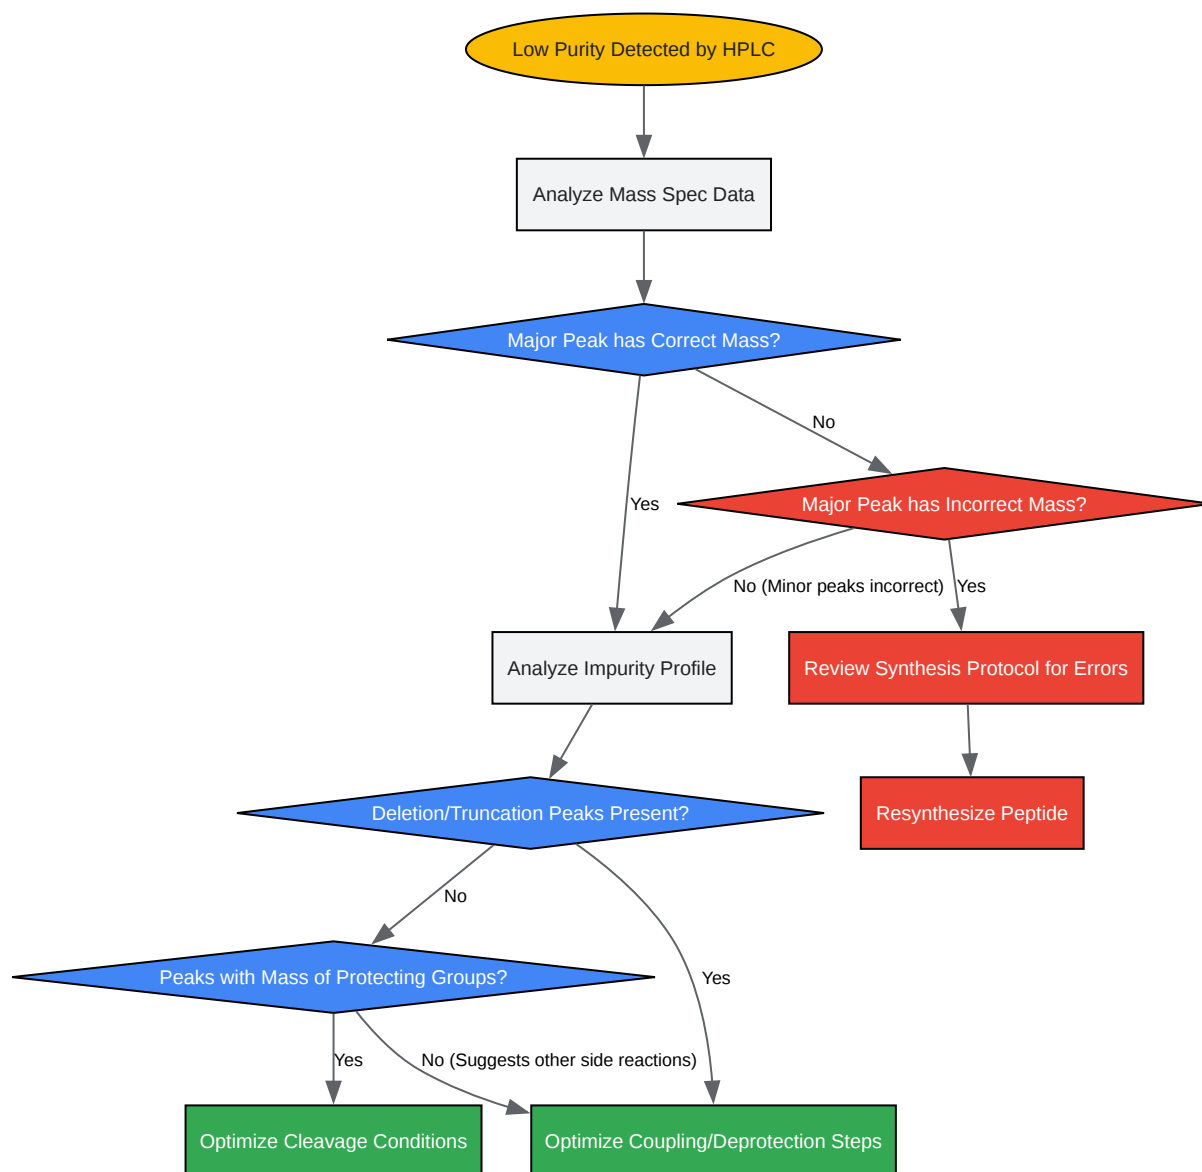 Low Purity Detected by HPLC
Analyze Mass Spec Data
Major Peak has Correct Mass?
No
Yes
Major Peak has Incorrect Mass?
No (Minor peaks incorrect)
Yes
Analyze Impurity Profile
Review Synthesis Protocol for Errors
Deletion/Truncation Peaks Present?
Resynthesize Peptide
No
Yes
Peaks with Mass of Protecting Groups?
Yes
No (Suggests other side reactions)
Optimize Cleavage Conditions
Optimize Coupling/Deprotection Steps